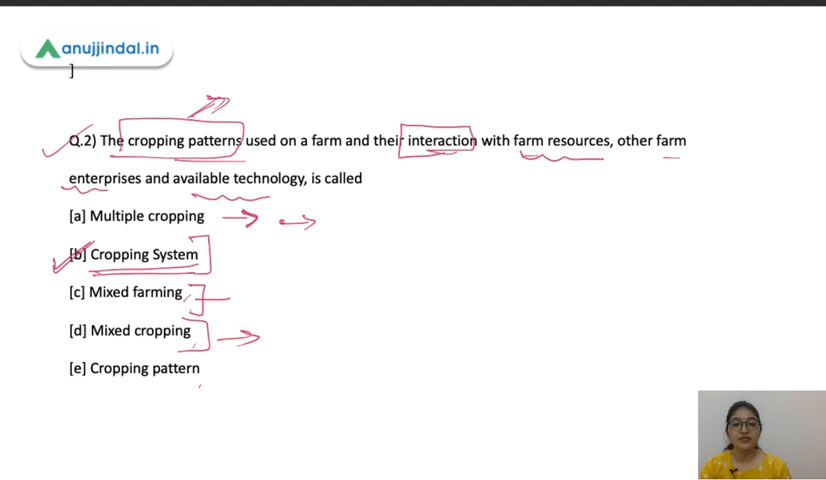 anujjindal.in
]
Q.2) The cropping patterns used on a farm and their interaction with farm resources, other farm
enterprises and available technology, is called
[a] Multiple cropping
[b] Cropping System
[c] Mixed farming
[d] Mixed cropping
[e] Cropping pattern